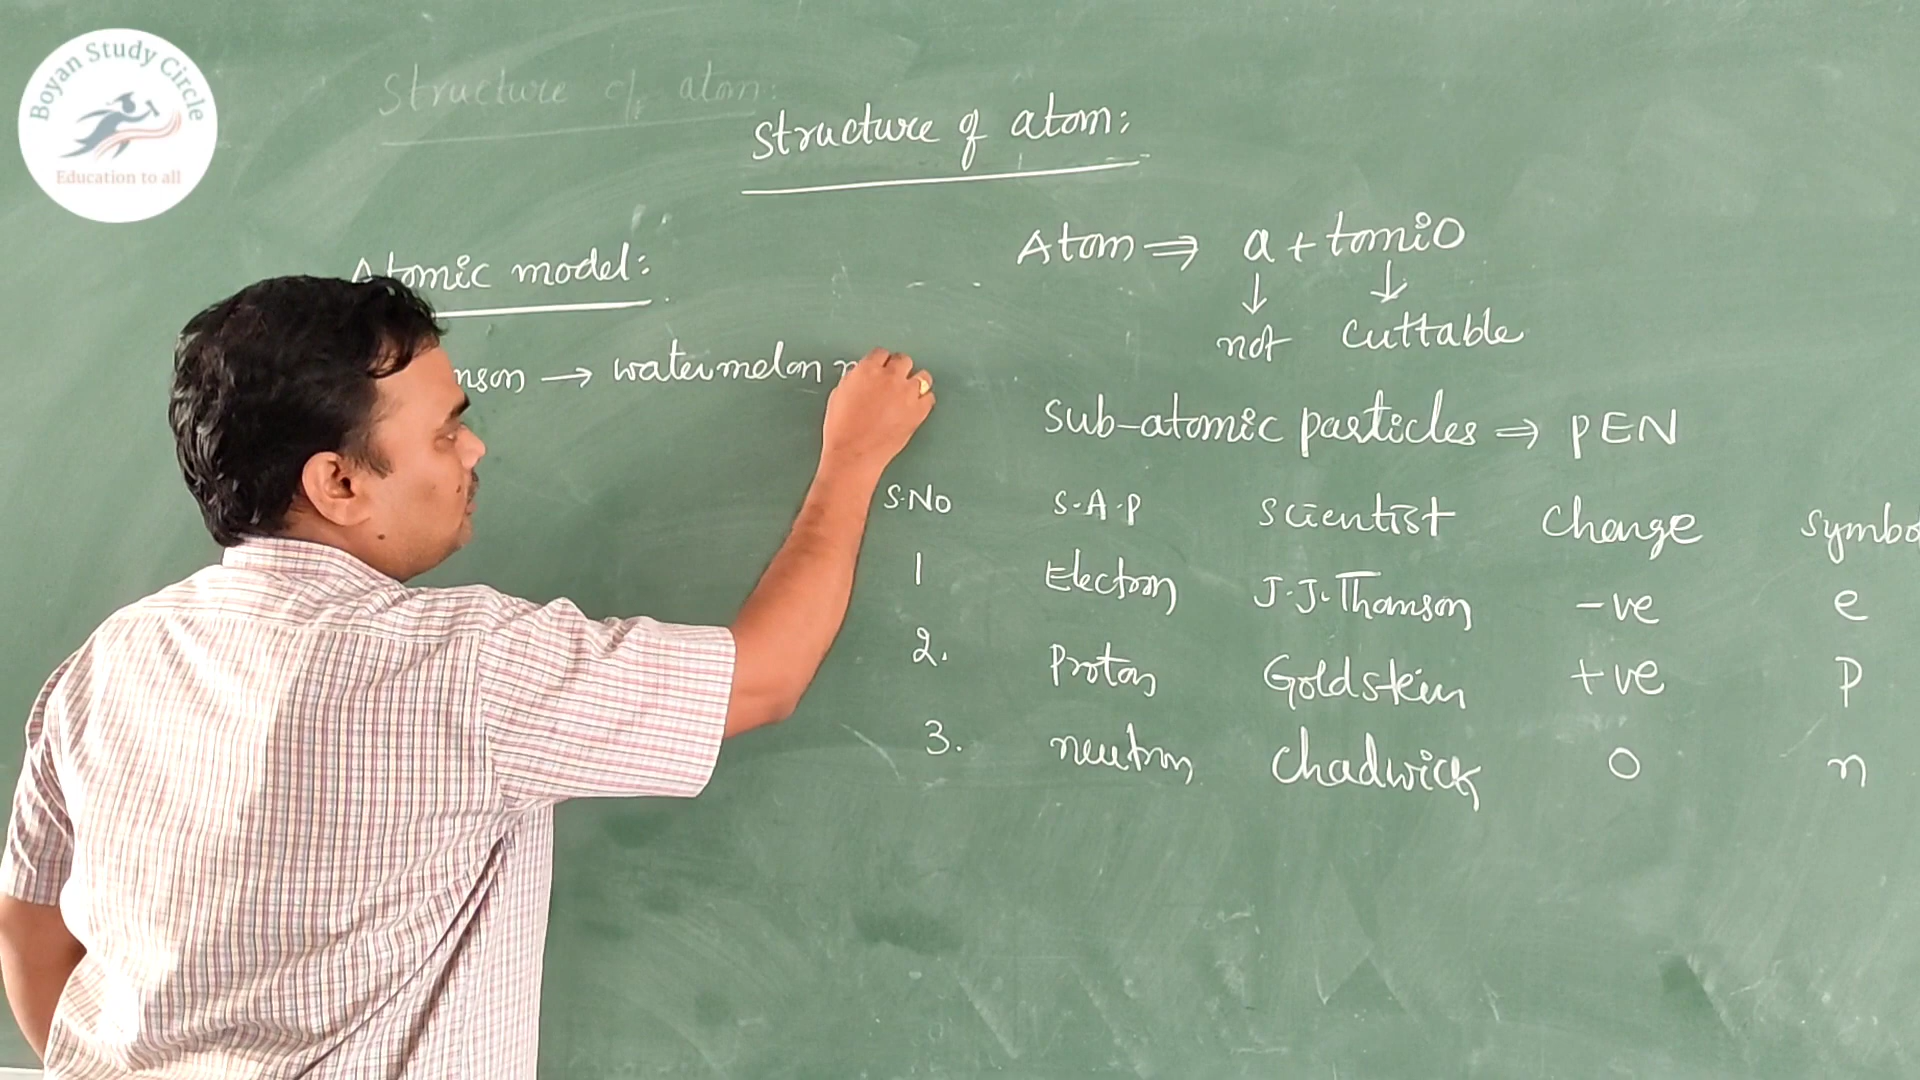 Boyan Study Circle
Education to all
Structure of atom:
Structure of atom:
Atomic model:
nson → watermelon
Atom ⇒ a + tomio
↓ ↓
not cuttable
Sub-atomic particles ⇒ PEN
S.No S.A.P Scientist Charge Symbo
1 Electron J.J.Thomson -ve e
2. Proton Goldstein +ve P
3. neutron Chadwick 0 n